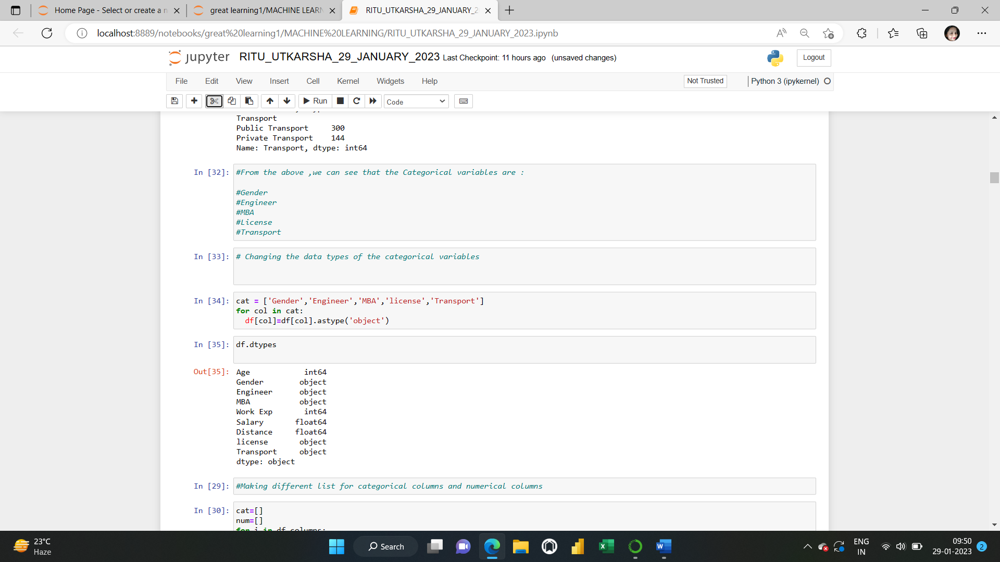 Home Page - Select or create a n
great learning1/MACHINE LEARN
RITU_UTKARSHA_29_JANUARY_2
localhost:8889/notebooks/great%20learning1/MACHINE%20LEARNING/RITU_UTKARSHA_29_JANUARY_2023.ipynb
jupyter RITU_UTKARSHA_29_JANUARY_2023 Last Checkpoint: 11 hours ago (unsaved changes)
Logout
File Edit View Insert Cell Kernel Widgets Help
Not Trusted
Python 3 (ipykernel)
Run
Code
Transport
Public Transport 300
Private Transport 144
Name: Transport, dtype: int64
In [32]: #From the above ,we can see that the Categorical variables are :
#Gender
#Engineer
#MBA
#License
#Transport
In [33]: # Changing the data types of the categorical variables
In [34]: cat = ['Gender','Engineer','MBA','license','Transport']
for col in cat:
df[col]=df[col].astype('object')
In [35]: df.dtypes
Out[35]: Age int64
Gender object
Engineer object
MBA object
Work Exp int64
Salary float64
Distance float64
license object
Transport object
dtype: object
In [29]: #Making different list for categorical columns and numerical columns
In [30]: cat=[]
num=[]
for i in df.columns:
23°C
Haze
Search
ENG
IN
09:50
29-01-2023
2